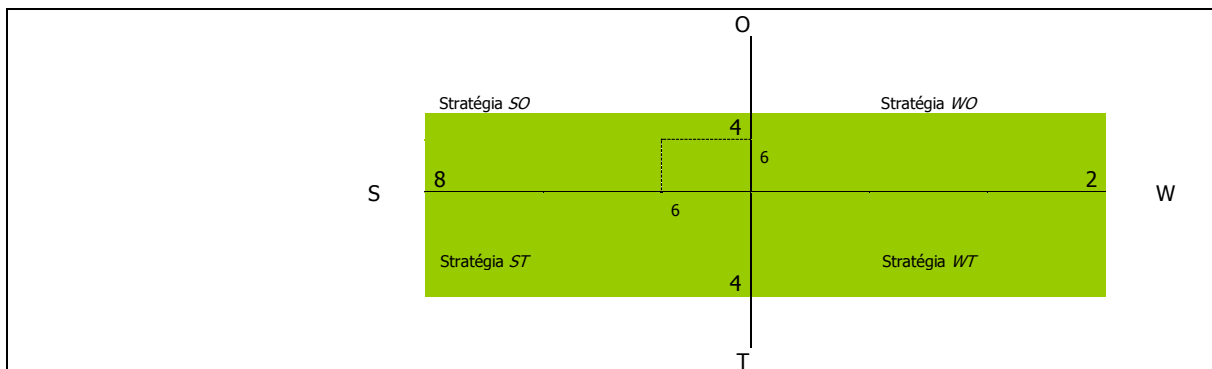 O
Stratégia SO
Stratégia WO
4
6
S
8
2
W
6
Stratégia ST
Stratégia WT
4
T